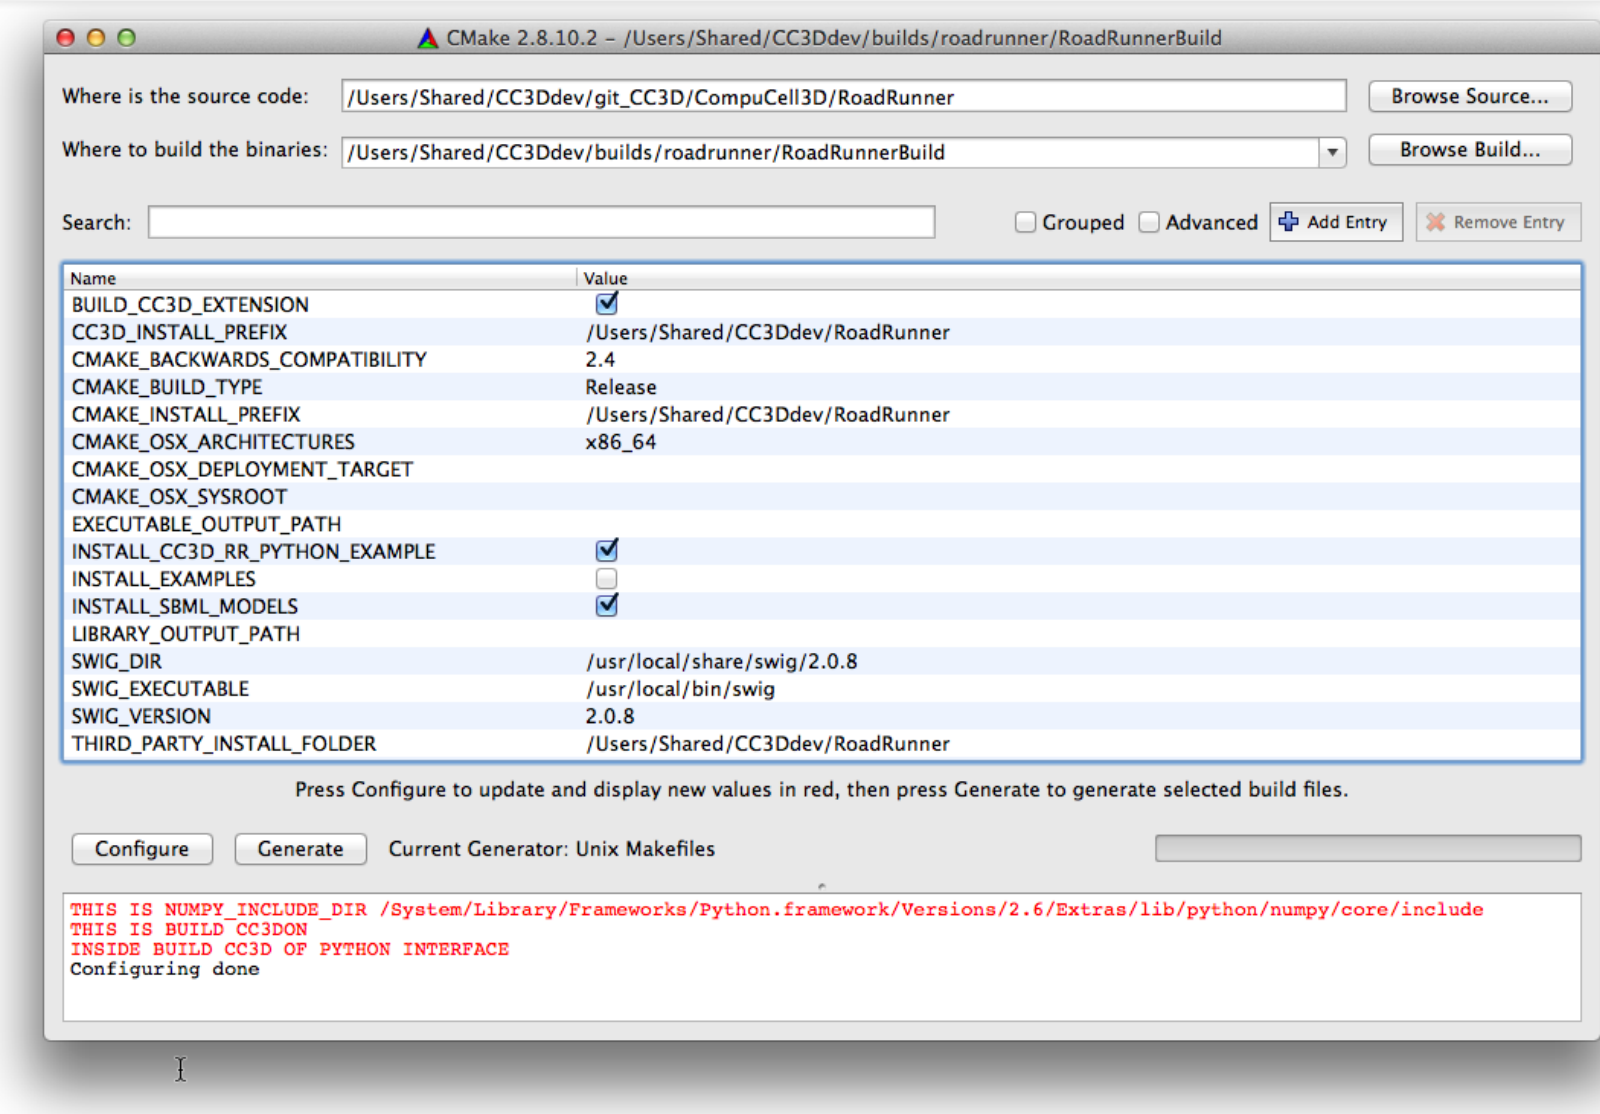 CMake 2.8.10.2 – /Users/Shared/CC3Ddev/builds/roadrunner/RoadRunnerBuild
Where is the source code: /Users/Shared/CC3Ddev/git_CC3D/CompuCell3D/RoadRunner Browse Source...
Where to build the binaries: /Users/Shared/CC3Ddev/builds/roadrunner/RoadRunnerBuild Browse Build...
Search: Grouped Advanced Add Entry Remove Entry
Name Value
BUILD_CC3D_EXTENSION
CC3D_INSTALL_PREFIX /Users/Shared/CC3Ddev/RoadRunner
CMAKE_BACKWARDS_COMPATIBILITY 2.4
CMAKE_BUILD_TYPE Release
CMAKE_INSTALL_PREFIX /Users/Shared/CC3Ddev/RoadRunner
CMAKE_OSX_ARCHITECTURES x86_64
CMAKE_OSX_DEPLOYMENT_TARGET
CMAKE_OSX_SYSROOT
EXECUTABLE_OUTPUT_PATH
INSTALL_CC3D_RR_PYTHON_EXAMPLE
INSTALL_EXAMPLES
INSTALL_SBML_MODELS
LIBRARY_OUTPUT_PATH
SWIG_DIR /usr/local/share/swig/2.0.8
SWIG_EXECUTABLE /usr/local/bin/swig
SWIG_VERSION 2.0.8
THIRD_PARTY_INSTALL_FOLDER /Users/Shared/CC3Ddev/RoadRunner
Press Configure to update and display new values in red, then press Generate to generate selected build files.
Configure Generate Current Generator: Unix Makefiles
THIS IS NUMPY_INCLUDE_DIR /System/Library/Frameworks/Python.framework/Versions/2.6/Extras/lib/python/numpy/core/include
THIS IS BUILD CC3DON
INSIDE BUILD CC3D OF PYTHON INTERFACE
Configuring done